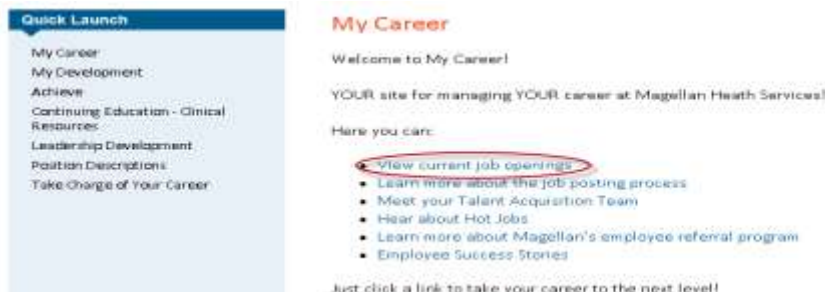 Quick Launch
My Career
My Development
Achieve
Continuing Education - Clinical
Resources
Leadership Development
Position Descriptions
Take Charge of Your Career
My Career
Welcome to My Career!
YOUR site for managing YOUR career at Magellan Heath Services!
Here you can:
• View current job openings
• Learn more about the job posting process
• Meet your Talent Acquisition Team
• Hear about Hot Jobs
• Learn more about Magellan's employee referral program
• Employee Success Stories
Just click a link to take your career to the next level!